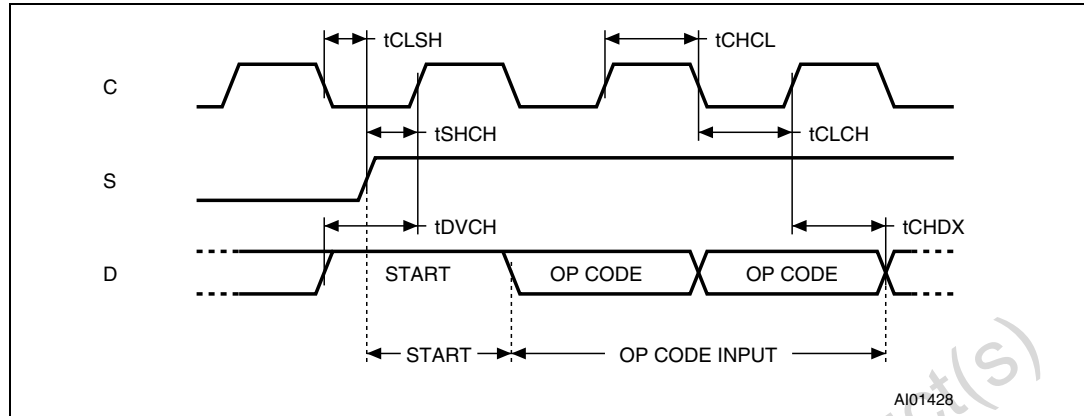 tCLSH tCHCL
C
tSHCH tCLCH
S
tDVCH tCHDX
D START OP CODE OP CODE
START OP CODE INPUT
AI01428